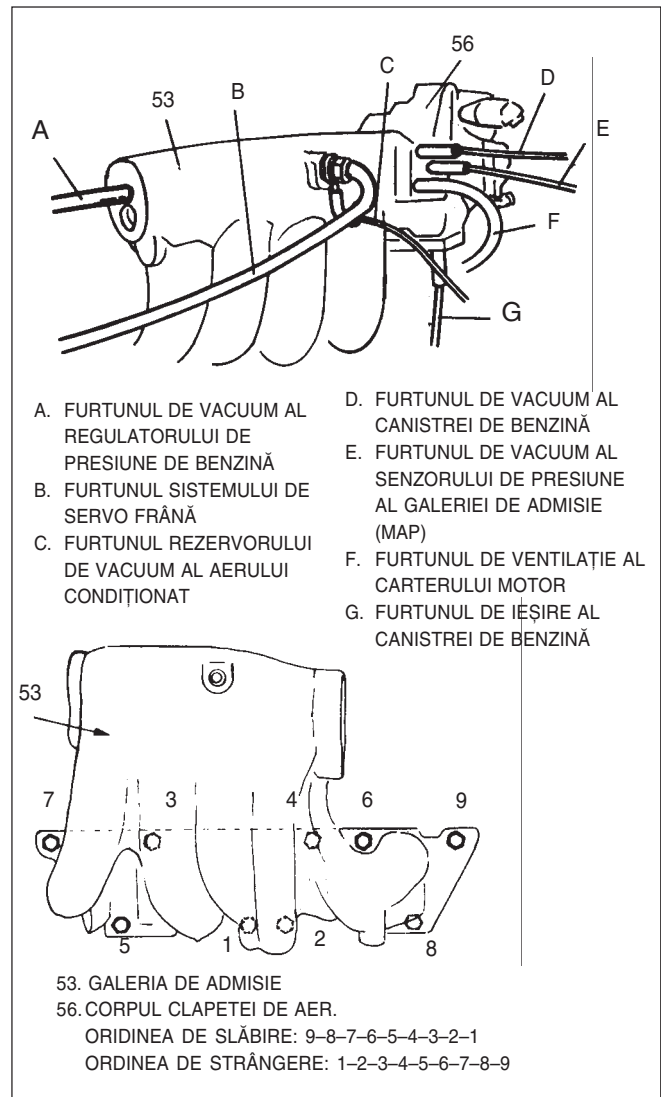 56
C
D
B
53
E
A
F
G
A. FURTUNUL DE VACUUM AL
REGULATORULUI DE
PRESIUNE DE BENZINĂ
B. FURTUNUL SISTEMULUI DE
SERVO FRÂNĂ
C. FURTUNUL REZERVORULUI
DE VACUUM AL AERULUI
CONDIȚIONAT
D. FURTUNUL DE VACUUM AL
CANISTREI DE BENZINĂ
E. FURTUNUL DE VACUUM AL
SENZORULUI DE PRESIUNE
AL GALERIEI DE ADMISIE
(MAP)
F. FURTUNUL DE VENTILAȚIE AL
CARTERULUI MOTOR
G. FURTUNUL DE IEȘIRE AL
CANISTREI DE BENZINĂ
53
7 3 4 6 9
5 1 2 8
53. GALERIA DE ADMISIE
56. CORPUL CLAPETEI DE AER.
ORIDINEA DE SLĂBIRE: 9–8–7–6–5–4–3–2–1
ORDINEA DE STRÂNGERE: 1–2–3–4–5–6–7–8–9